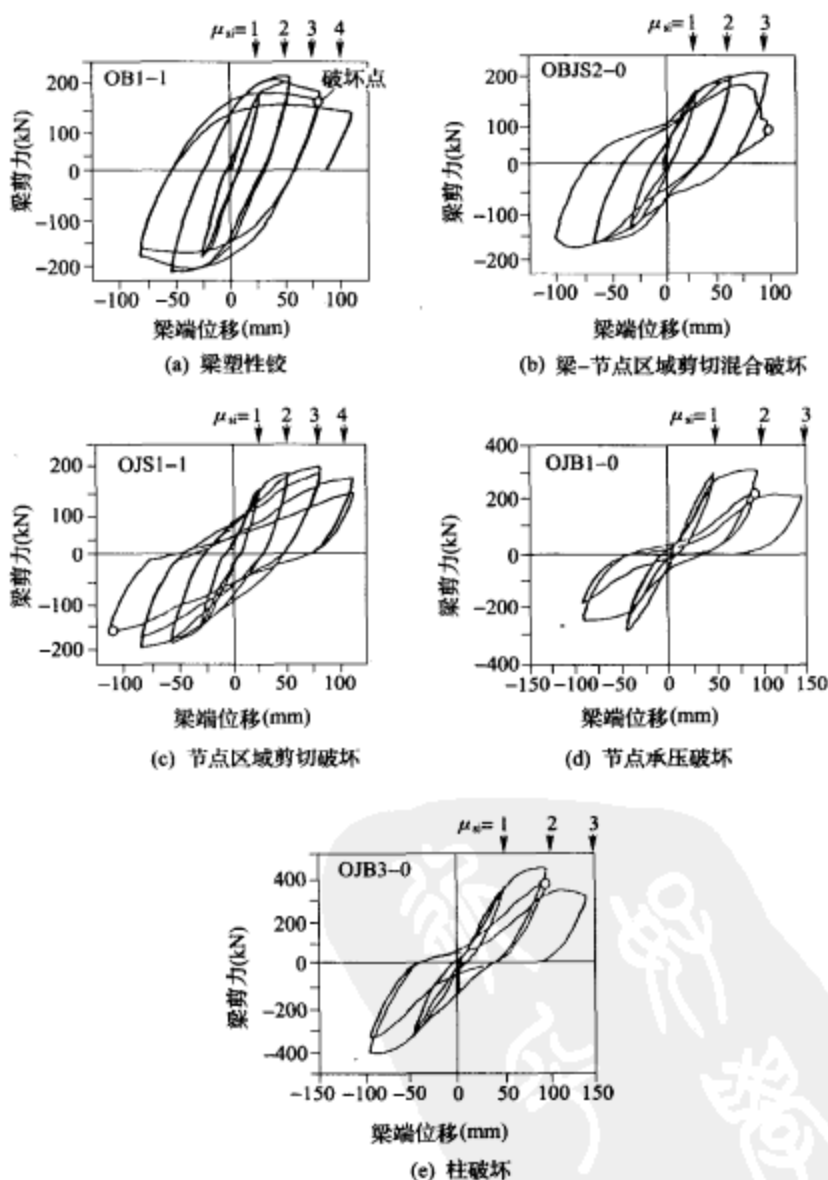 μsi= 1 2 3 4
OB1-1
破坏点
200
100
0
-100
-200
梁剪力(kN)
-100 -50 0 50 100
梁端位移(mm)
(a) 梁塑性铰
μsi= 1 2 3
OBJS2-0
200
100
0
-100
-200
梁剪力(kN)
-100 -50 0 50 100
梁端位移(mm)
(b) 梁-节点区域剪切混合破坏
μsi= 1 2 3 4
OJS1-1
200
100
0
-100
-200
梁剪力(kN)
-100 -50 0 50 100
梁端位移(mm)
(c) 节点区域剪切破坏
μsi= 1 2 3
OJB1-0
400
200
0
-200
-400
梁剪力(kN)
-150 -100 -50 0 50 100 150
梁端位移(mm)
(d) 节点承压破坏
μsi= 1 2 3
OJB3-0
400
200
0
-200
-400
梁剪力(kN)
-150 -100 -50 0 50 100 150
梁端位移(mm)
(e) 柱破坏